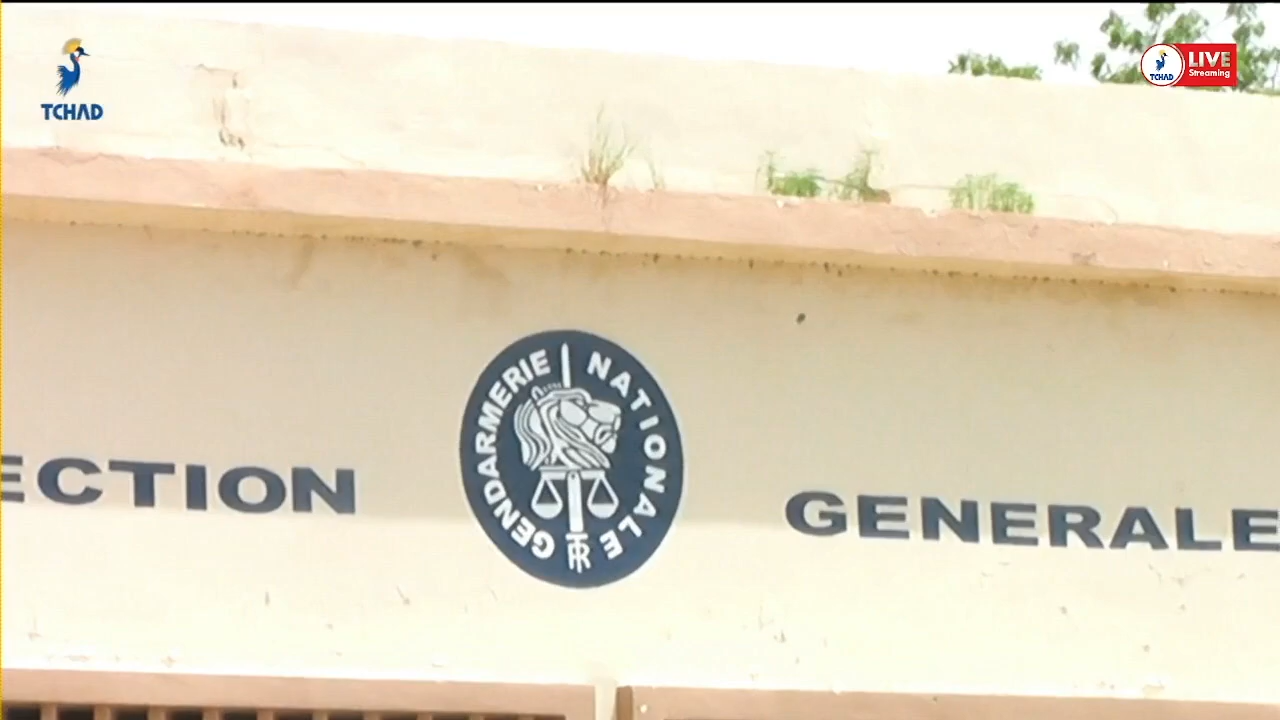 TCHAD
TCHAD
LIVE
Streaming
GENDARMERIE NATIONALE
ECTION
GENERALE